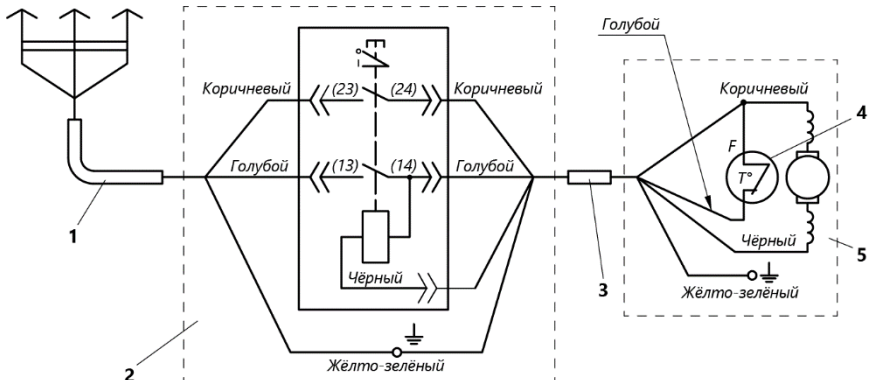 Голубой
Коричневый
(23)
(24)
Коричневый
Коричневый
4
F
T°
Голубой
(13)
(14)
Голубой
1
Чёрный
3
Чёрный
5
Жёлто-зелёный
2
Жёлто-зелёный